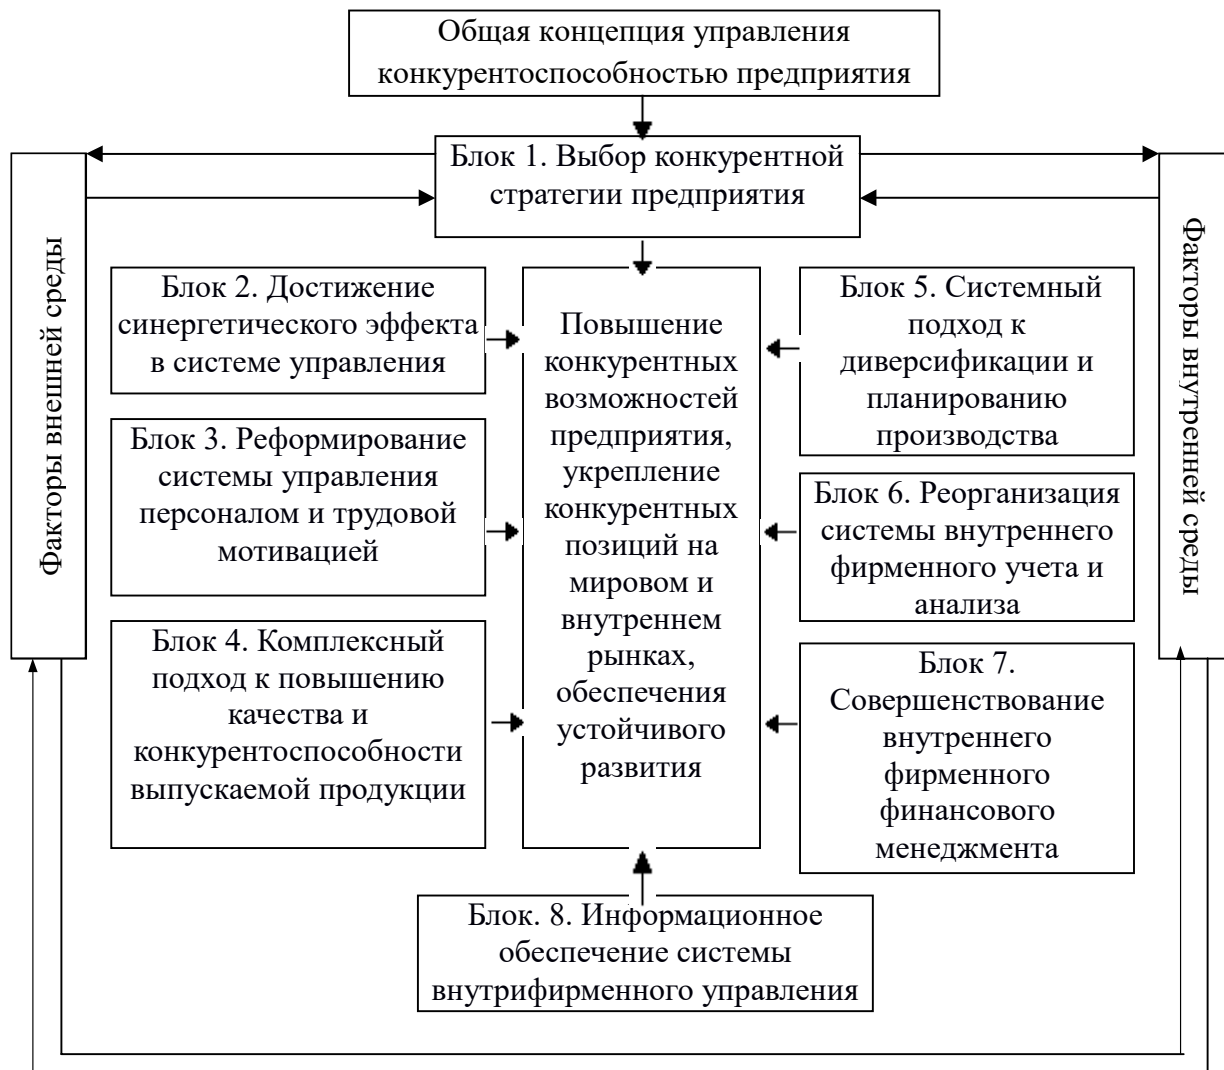 Общая концепция управления
конкурентоспособностью предприятия
Блок 1. Выбор конкурентной
стратегии предприятия
Факторы внешней среды
Блок 2. Достижение
синергетического эффекта
в системе управления
Блок 3. Реформирование
системы управления
персоналом и трудовой
мотивацией
Блок 4. Комплексный
подход к повышению
качества и
конкурентоспособности
выпускаемой продукции
Повышение
конкурентных
возможностей
предприятия,
укрепление
конкурентных
позиций на
мировом и
внутреннем
рынках,
обеспечения
устойчивого
развития
Блок 5. Системный
подход к
диверсификации и
планированию
производства
Блок 6. Реорганизация
системы внутреннего
фирменного учета и
анализа
Блок 7.
Совершенствование
внутреннего
фирменного
финансового
менеджмента
Факторы внутренней среды
Блок. 8. Информационное
обеспечение системы
внутрифирменного управления